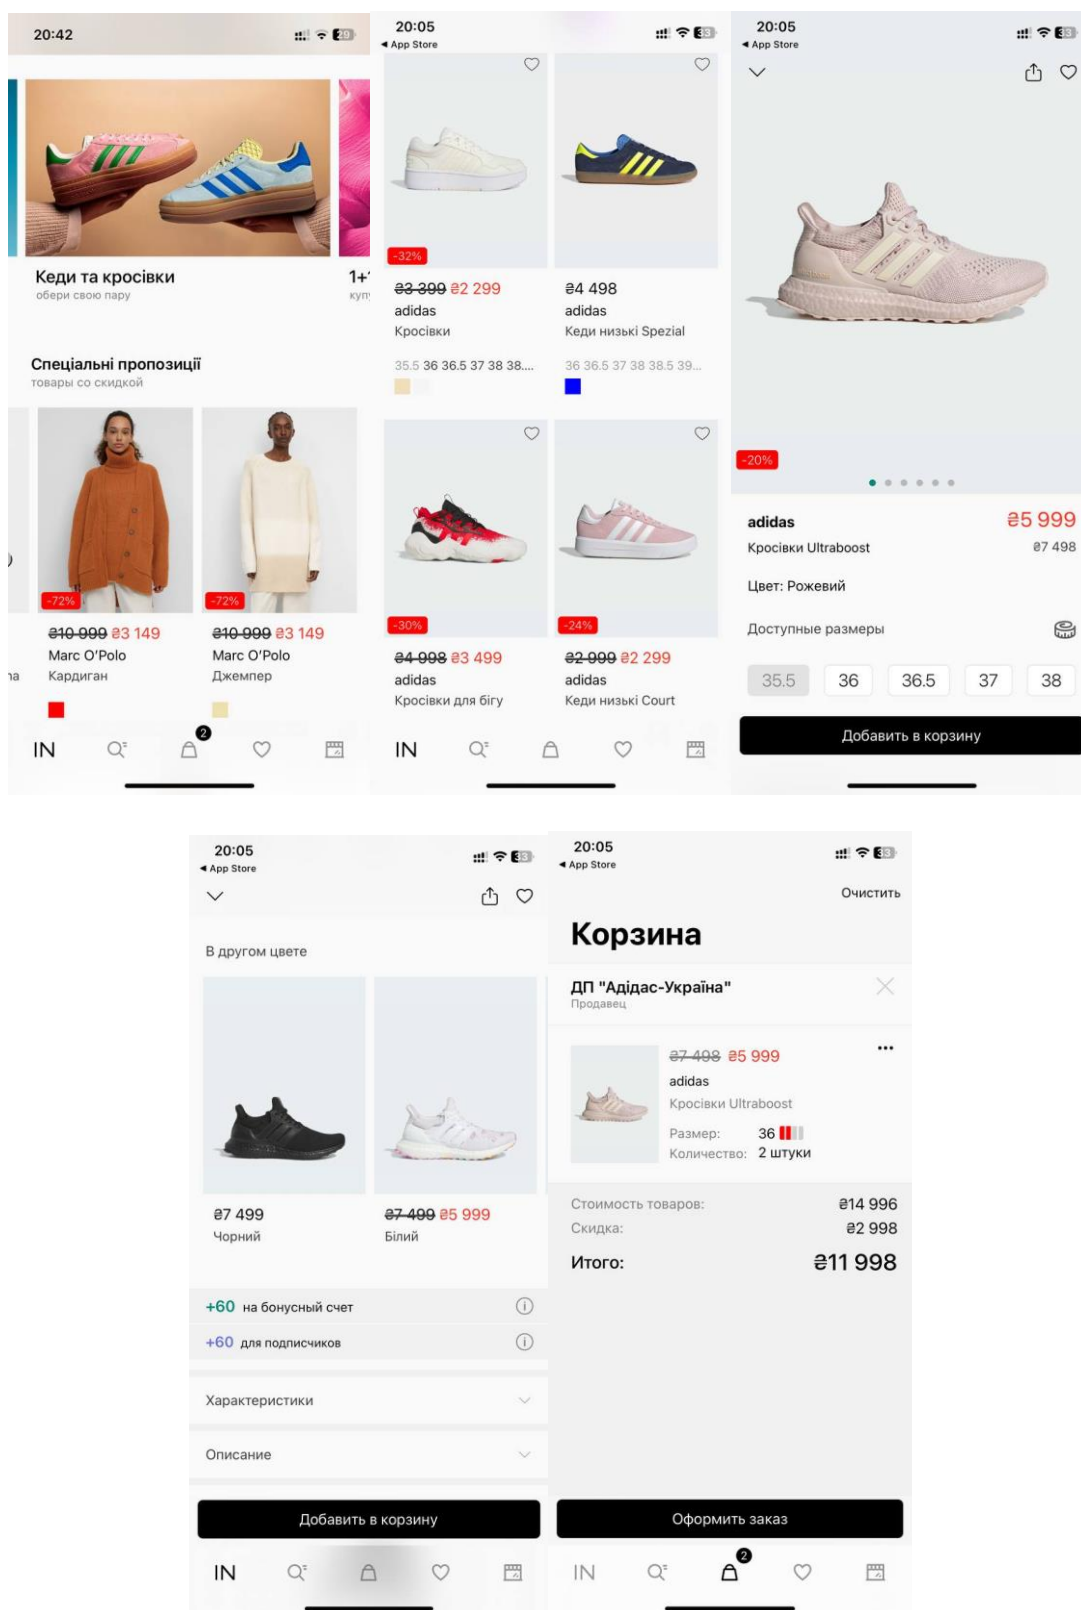 20:42
29
Кеди та кросівки
обери свою пару
1+
куп
Спеціальні пропозиції
товары со скидкой
-72%
-72%
₴10 999 ₴3 149
₴10 999 ₴3 149
Marc O'Polo
Marc O'Polo
на
Кардиган
Джемпер
IN
2
20:05
App Store
33
-32%
₴3 399 ₴2 299
₴4 498
adidas
adidas
Кросівки
Кеди низькі Spezial
35.5 36 36.5 37 38 38....
36 36.5 37 38 38.5 39...
-30%
-24%
₴4 998 ₴3 499
₴2 999 ₴2 299
adidas
adidas
Кросівки для бігу
Кеди низькі Court
IN
20:05
App Store
33
-20%
adidas
₴5 999
Кросівки Ultraboost
₴7 498
Цвет: Рожевий
Доступные размеры
35.5 36 36.5 37 38
Добавить в корзину
20:05
App Store
33
В другом цвете
₴7 499
₴7 499 ₴5 999
Чорний
Білий
+60 на бонусный счет
+60 для подписчиков
Характеристики
Описание
Добавить в корзину
IN
20:05
App Store
33
Очистить
Корзина
ДП "Адідас-Україна"
Продавец
₴7 498 ₴5 999
adidas
Кросівки Ultraboost
Размер: 36
Количество: 2 штуки
Стоимость товаров: ₴14 996
Скидка: ₴2 998
Итого: ₴11 998
Оформить заказ
IN
2